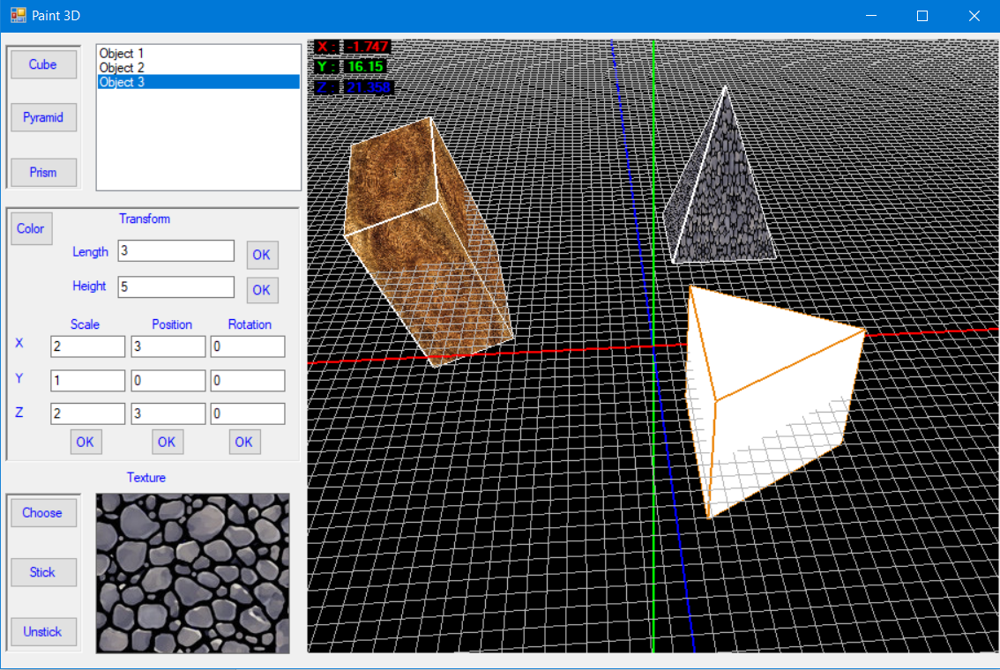 Paint 3D
Cube
Pyramid
Prism
Object 1
Object 2
Object 3
X : -1.747
Y : 16.15
Z : 21.358
Color
Transform
Length 3 OK
Height 5 OK
Scale Position Rotation
X 2 3 0
Y 1 0 0
Z 2 3 0
OK OK OK
Texture
Choose
Stick
Unstick